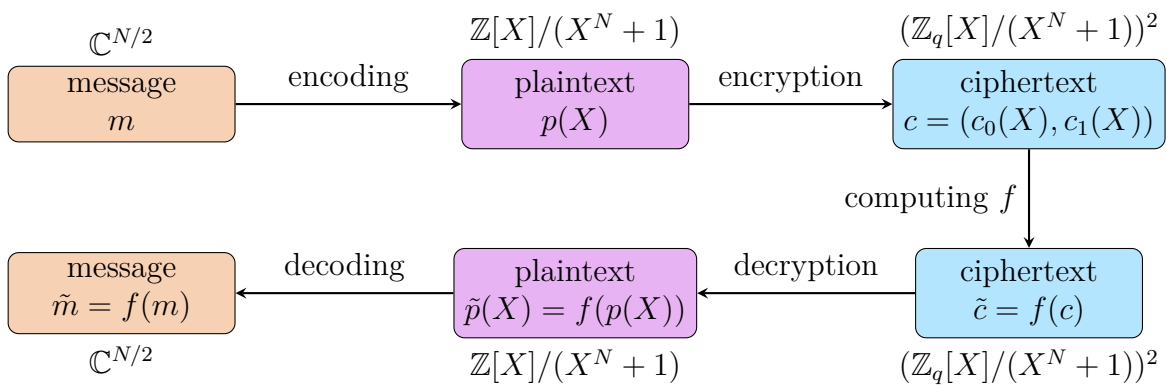 ℂ^{N/2}
message
m
encoding
ℤ[X]/(X^N + 1)
plaintext
p(X)
encryption
(ℤ_q[X]/(X^N + 1))^2
ciphertext
c = (c_0(X), c_1(X))
computing f
message
m̃ = f(m)
ℂ^{N/2}
decoding
plaintext
p̃(X) = f(p(X))
ℤ[X]/(X^N + 1)
decryption
ciphertext
c̃ = f(c)
(ℤ_q[X]/(X^N + 1))^2